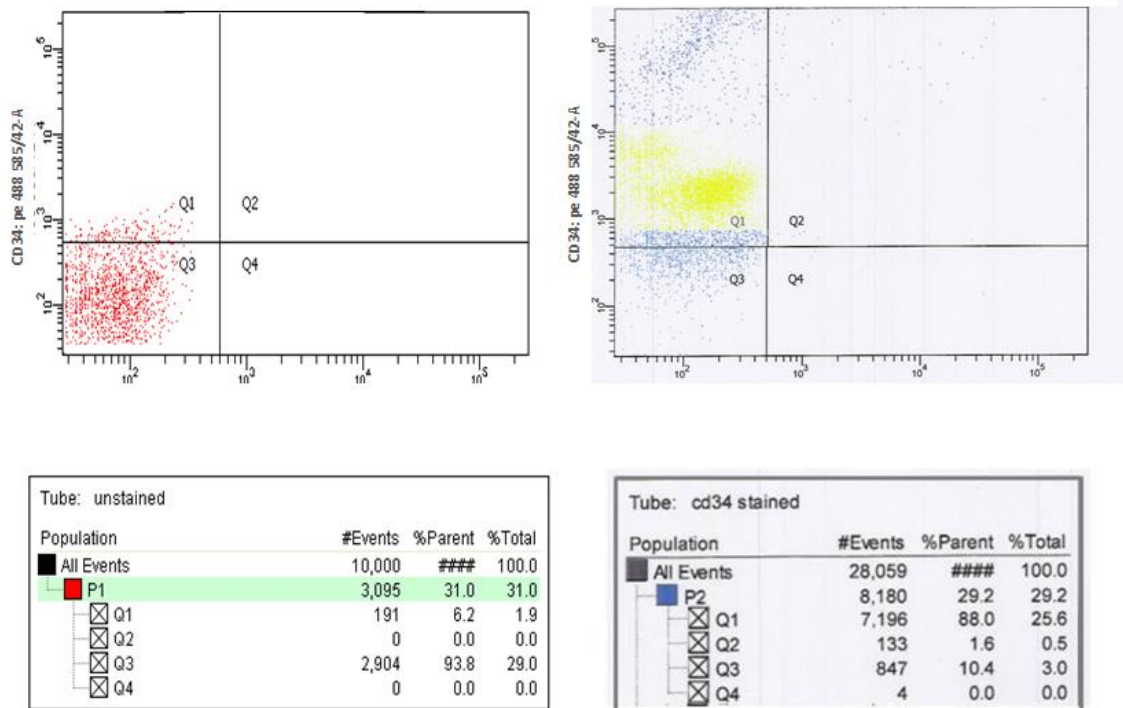 CD34: pe 488 585/42-A
10^5
10^4
10^3
10^2
Q1 Q2
Q3 Q4
10^2 10^3 10^4 10^5
CD34: pe 488 585/42-A
10^5
10^4
10^3
10^2
Q1 Q2
Q3 Q4
10^2 10^3 10^4 10^5
Tube: unstained
Population #Events %Parent %Total
All Events 10,000 #### 100.0
P1 3,095 31.0 31.0
Q1 191 6.2 1.9
Q2 0 0.0 0.0
Q3 2,904 93.8 29.0
Q4 0 0.0 0.0
Tube: cd34 stained
Population #Events %Parent %Total
All Events 28,059 #### 100.0
P2 8,180 29.2 29.2
Q1 7,196 88.0 25.6
Q2 133 1.6 0.5
Q3 847 10.4 3.0
Q4 4 0.0 0.0